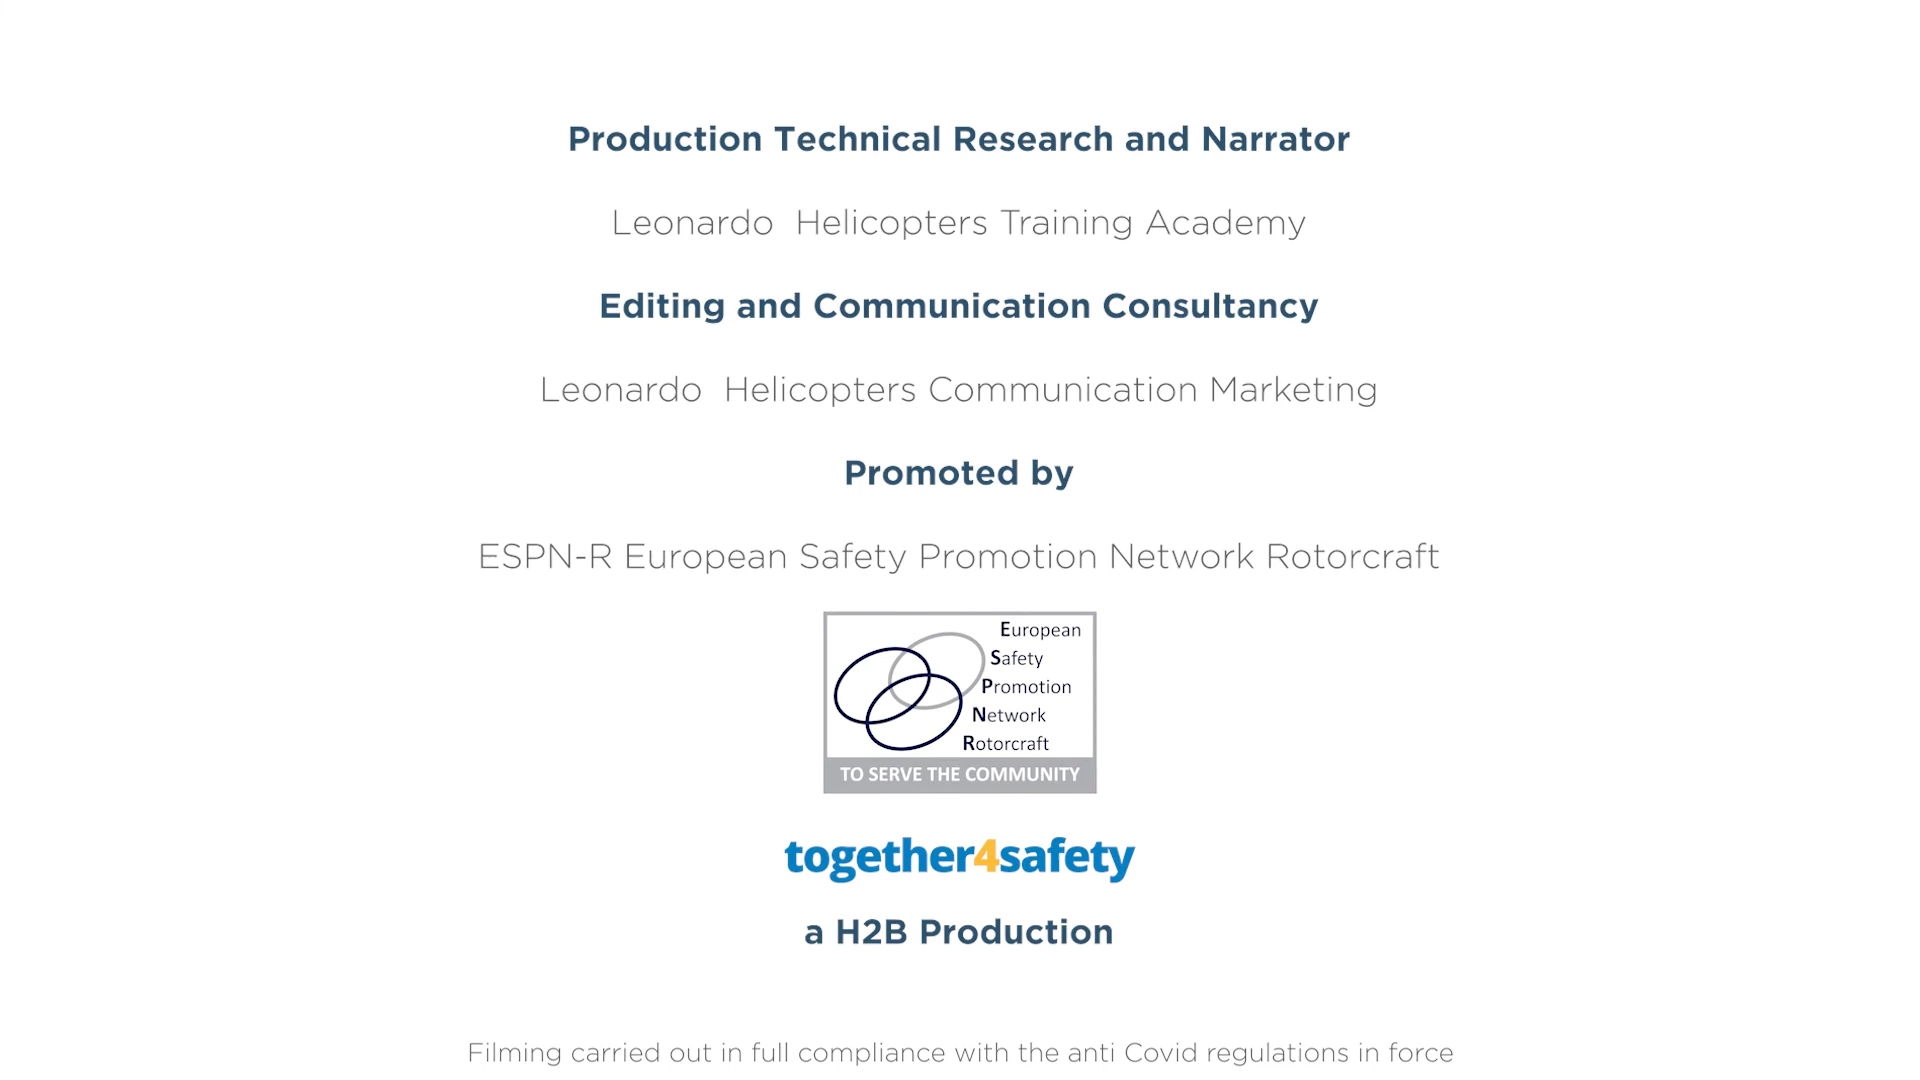 Production Technical Research and Narrator
Leonardo  Helicopters Training Academy
Editing and Communication Consultancy
Leonardo  Helicopters Communication Marketing
Promoted by
ESPN-R European Safety Promotion Network Rotorcraft
European
Safety
Promotion
Network
Rotorcraft
TO SERVE THE COMMUNITY
together4safety
a H2B Production
Filming carried out in full compliance with the anti Covid regulations in force